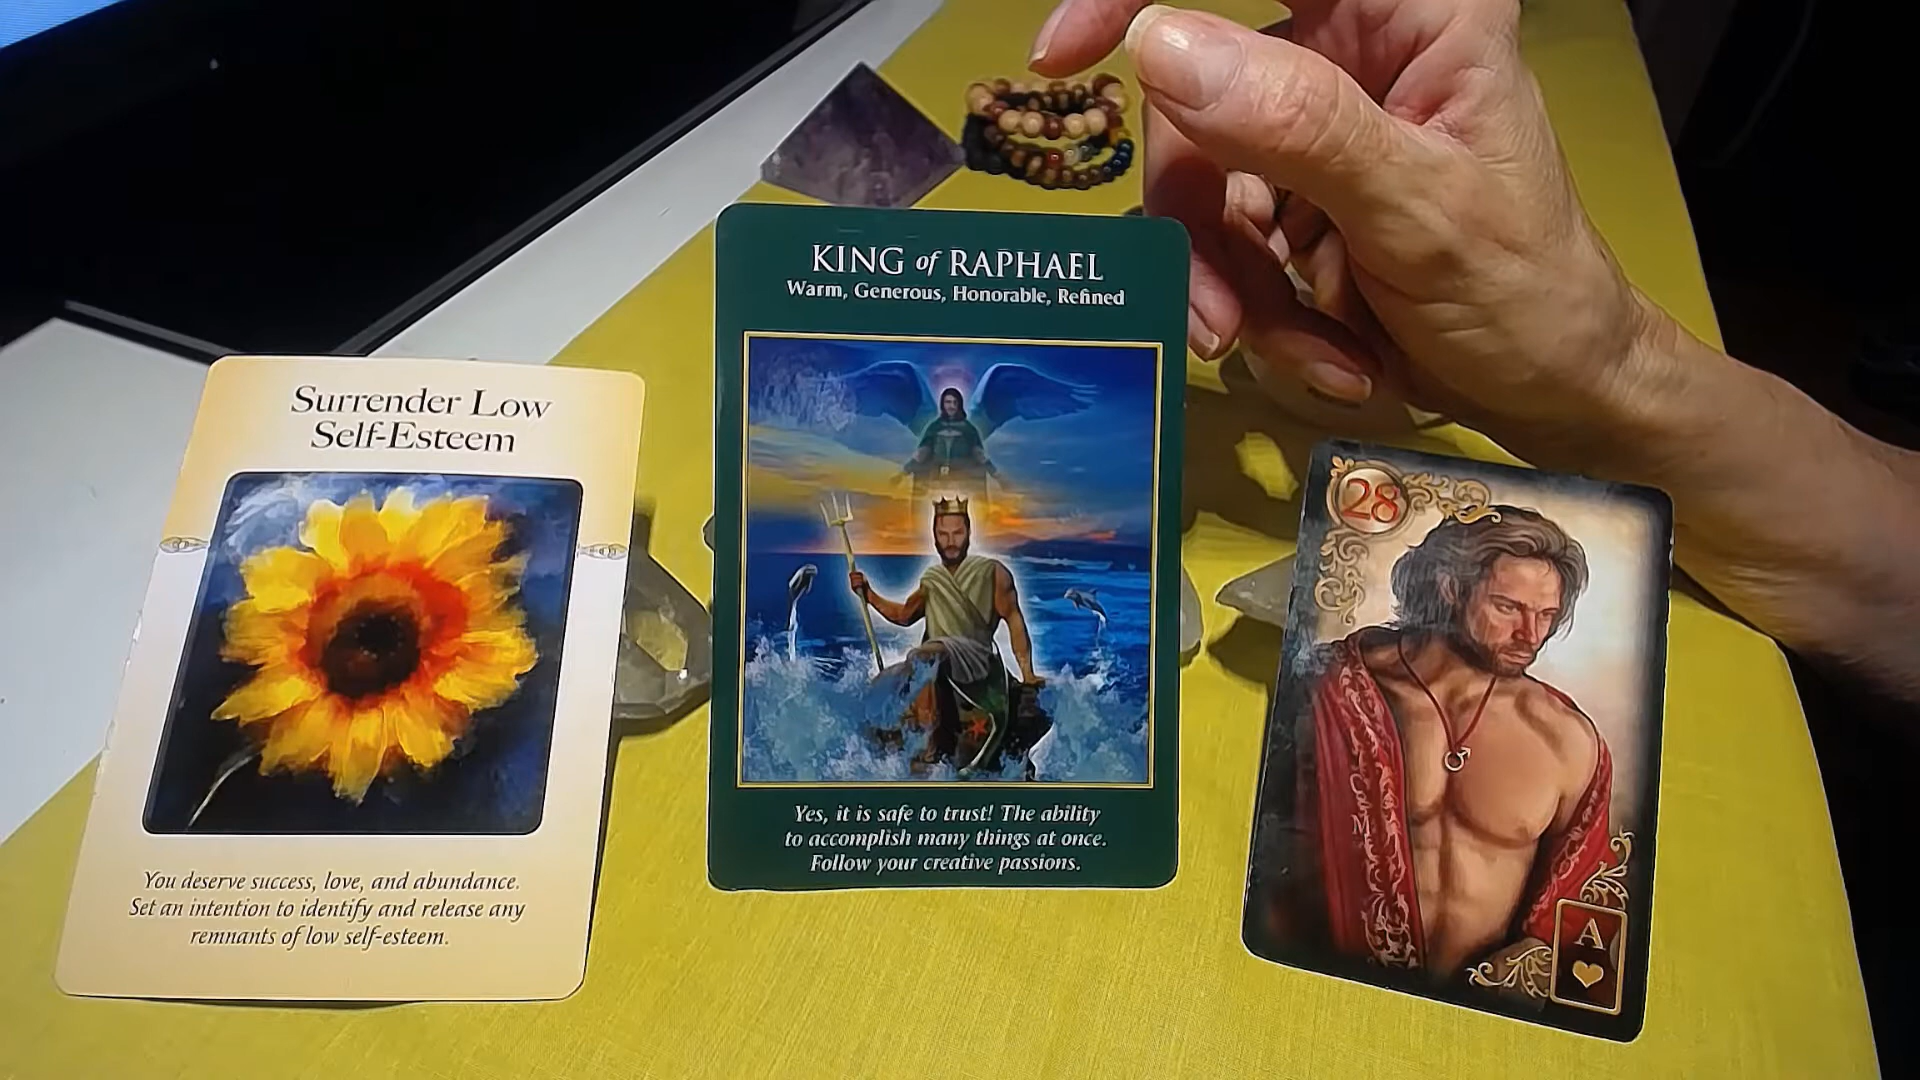 Surrender Low
Self-Esteem
You deserve success, love, and abundance.
Set an intention to identify and release any
remnants of low self-esteem.
KING of RAPHAEL
Warm, Generous, Honorable, Refined
Yes, it is safe to trust! The ability
to accomplish many things at once.
Follow your creative passions.
28
A